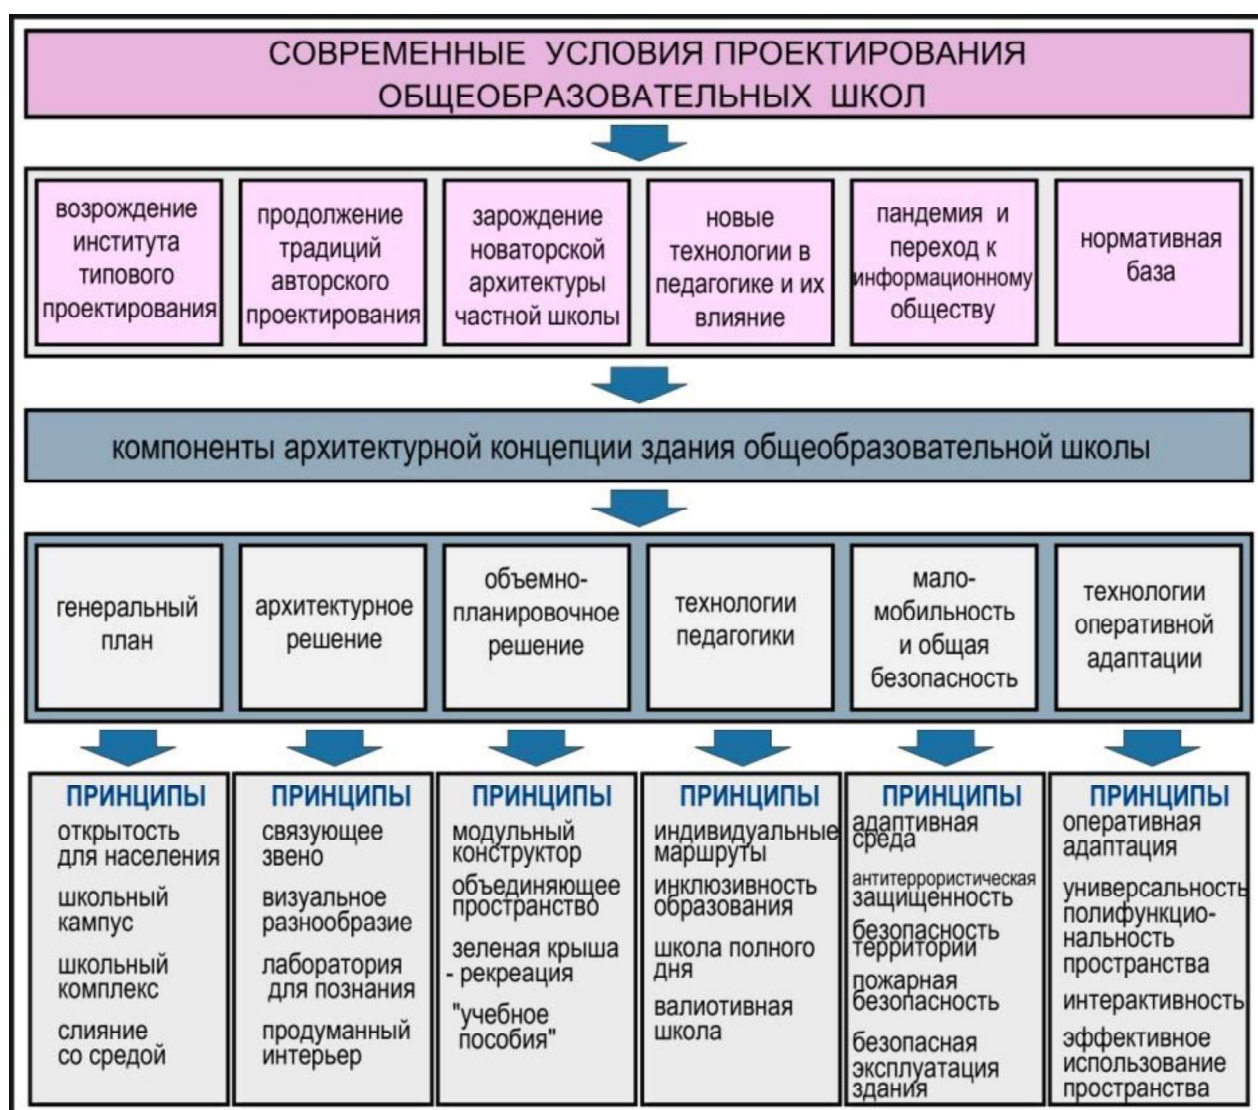 СОВРЕМЕННЫЕ УСЛОВИЯ ПРОЕКТИРОВАНИЯ
ОБЩЕОБРАЗОВАТЕЛЬНЫХ ШКОЛ
возрождение
института
типового
проектирования
продолжение
традиций
авторского
проектирования
зарождение
новаторской
архитектуры
частной школы
новые
технологии в
педагогике и их
влияние
пандемия и
переход к
информационному
обществу
нормативная
база
компоненты архитектурной концепции здания общеобразовательной школы
генеральный
план
архитектурное
решение
объемно-
планировочное
решение
технологии
педагогики
мало-
мобильность
и общая
безопасность
технологии
оперативной
адаптации
ПРИНЦИПЫ
открытость
для населения
школьный
кампус
школьный
комплекс
слияние
со средой
ПРИНЦИПЫ
связующее
звено
визуальное
разнообразие
лаборатория
для познания
продуманный
интерьер
ПРИНЦИПЫ
модульный
конструктор
объединяющее
пространство
зеленая крыша
- рекреация
"учебное
пособия"
ПРИНЦИПЫ
индивидуальные
маршруты
инклюзивность
образования
школа полного
дня
валиотивная
школа
ПРИНЦИПЫ
адаптивная
среда
антитеррористическая
защищенность
безопасность
территории
пожарная
безопасность
безопасная
эксплуатация
здания
ПРИНЦИПЫ
оперативная
адаптация
универсальность
полифункцио-
нальность
пространства
интерактивность
эффективное
использование
пространства